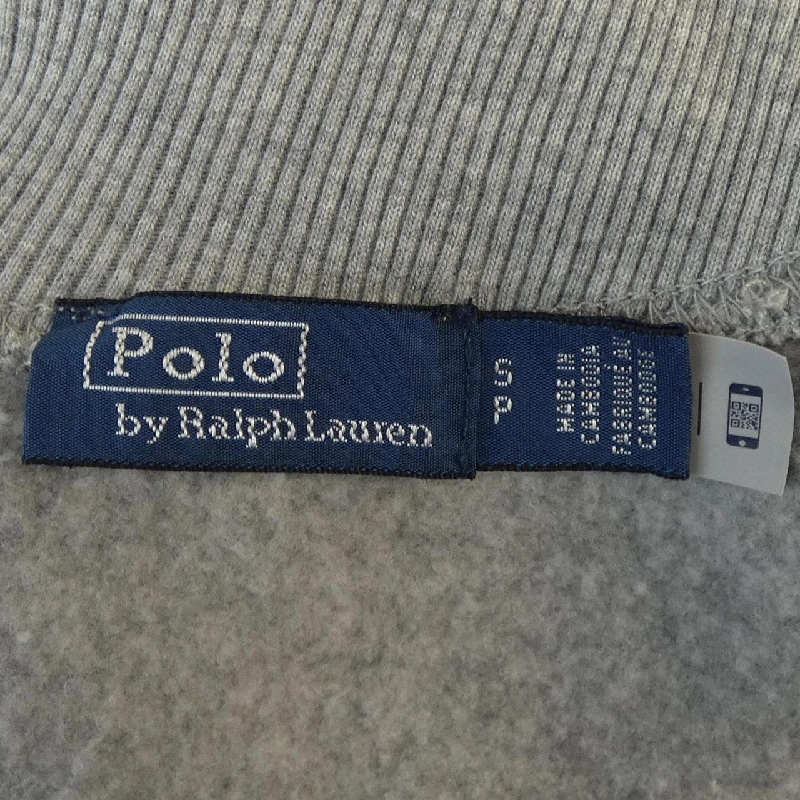 Polo
by Ralph Lauren
S
P
MADE IN
CAMBODIA
FABRIQUÉ AU
CAMBODGE